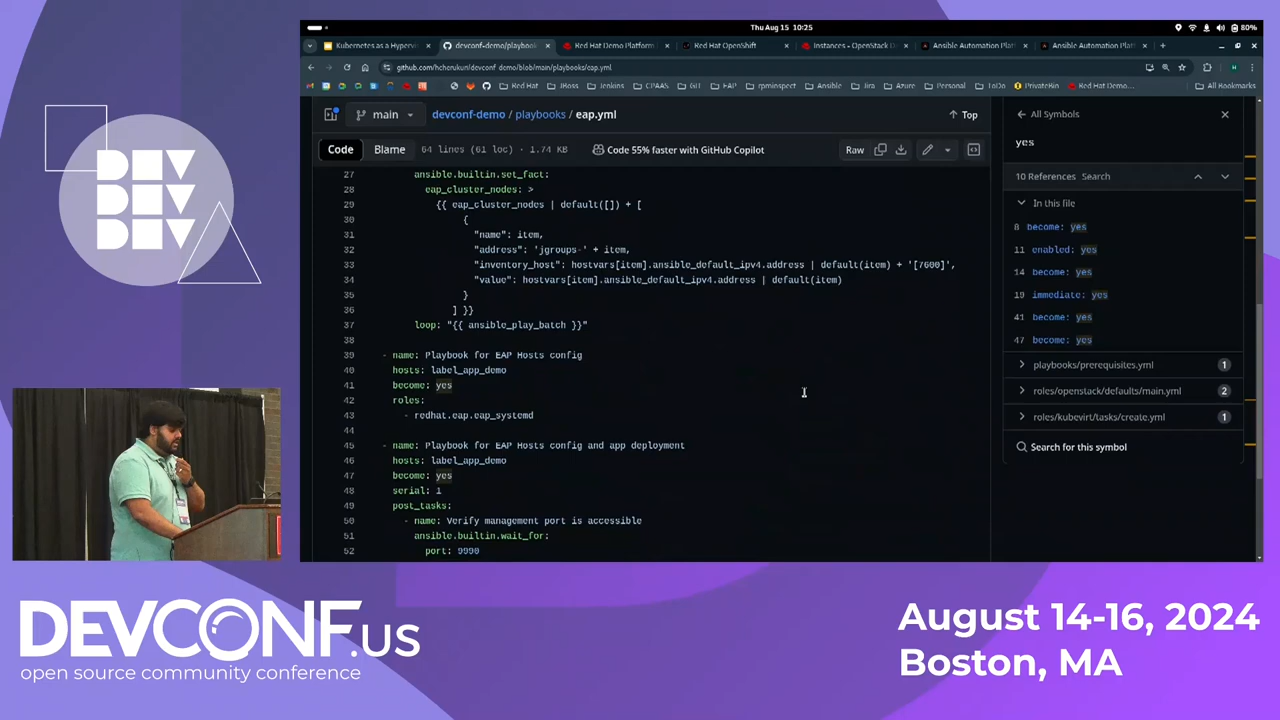 Thu Aug 15 10:25
80%
Kubernetes as a Hypervi
devconf-demo/playbook
Red Hat Demo Platform
Red Hat OpenShift
Instances - OpenStack D
Ansible Automation Plat
Ansible Automation Plat
github.com/hcherukuri/devconf-demo/blob/main/playbooks/eap.yml
Red Hat
JBoss
Jenkins
CPAAS
GIT
EAP
rpminspect
Ansible
Jira
Azure
Personal
ToDo
PrivateBin
Red Hat Demo...
All Bookmarks
main
devconf-demo / playbooks / eap.yml
Top
Code
Blame
64 lines (61 loc) · 1.74 KB
Code 55% faster with GitHub Copilot
Raw
27 ansible.builtin.set_fact:
28 eap_cluster_nodes: >
29 {{ eap_cluster_nodes | default([]) + [
30 {
31 "name": item,
32 "address": 'jgroups-' + item,
33 "inventory_host": hostvars[item].ansible_default_ipv4.address | default(item) + '[7600]',
34 "value": hostvars[item].ansible_default_ipv4.address | default(item)
35 }
36 ] }}
37 loop: "{{ ansible_play_batch }}"
38
39 - name: Playbook for EAP Hosts config
40 hosts: label_app_demo
41 become: yes
42 roles:
43 - redhat.eap.eap_systemd
44
45 - name: Playbook for EAP Hosts config and app deployment
46 hosts: label_app_demo
47 become: yes
48 serial: 1
49 post_tasks:
50 - name: Verify management port is accessible
51 ansible.builtin.wait_for:
52 port: 9990
All Symbols
yes
10 References Search
In this file
8 become: yes
11 enabled: yes
14 become: yes
19 immediate: yes
41 become: yes
47 become: yes
playbooks/prerequisites.yml 1
roles/openstack/defaults/main.yml 2
roles/kubevirt/tasks/create.yml 1
Search for this symbol
DEV
DEV
DEV
DEVCONF.US
open source community conference
August 14-16, 2024
Boston, MA